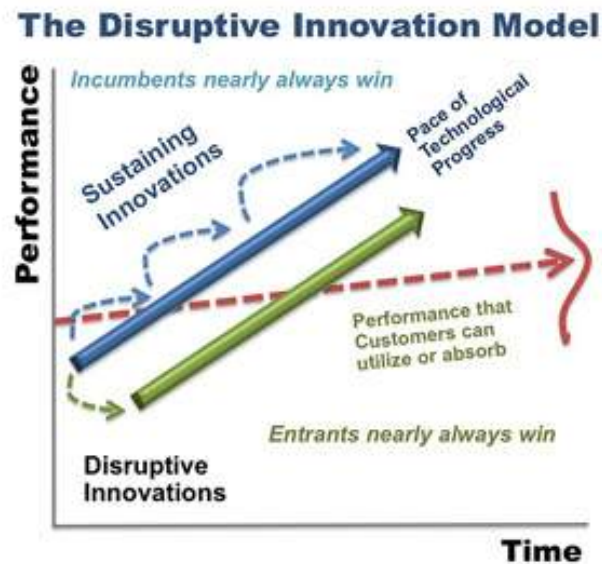 The Disruptive Innovation Model
Incumbents nearly always win
Pace of
Technological
Progress
Sustaining
Innovations
Performance
Performance that
Customers can
utilize or absorb
Entrants nearly always win
Disruptive
Innovations
Time